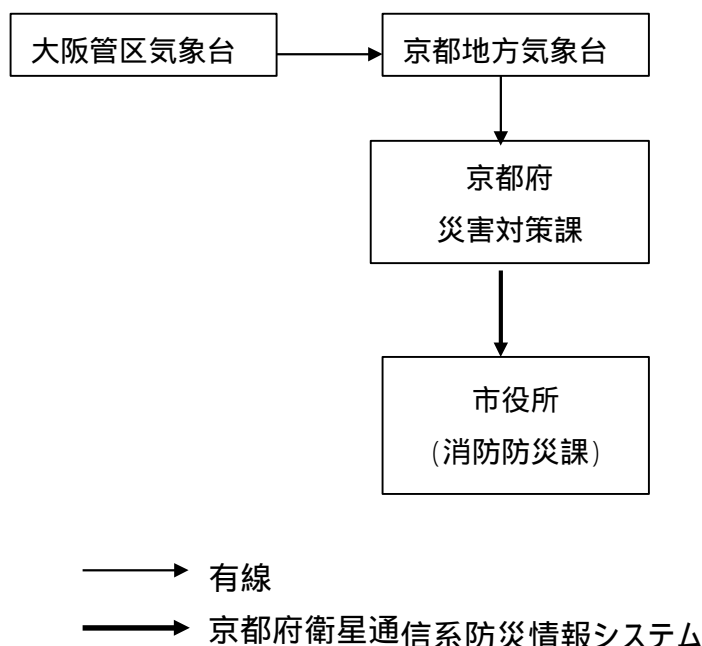 大阪管区気象台
京都地方気象台
京都府
災害対策課
市役所
(消防防災課)
有線
京都府衛星通信系防災情報システム